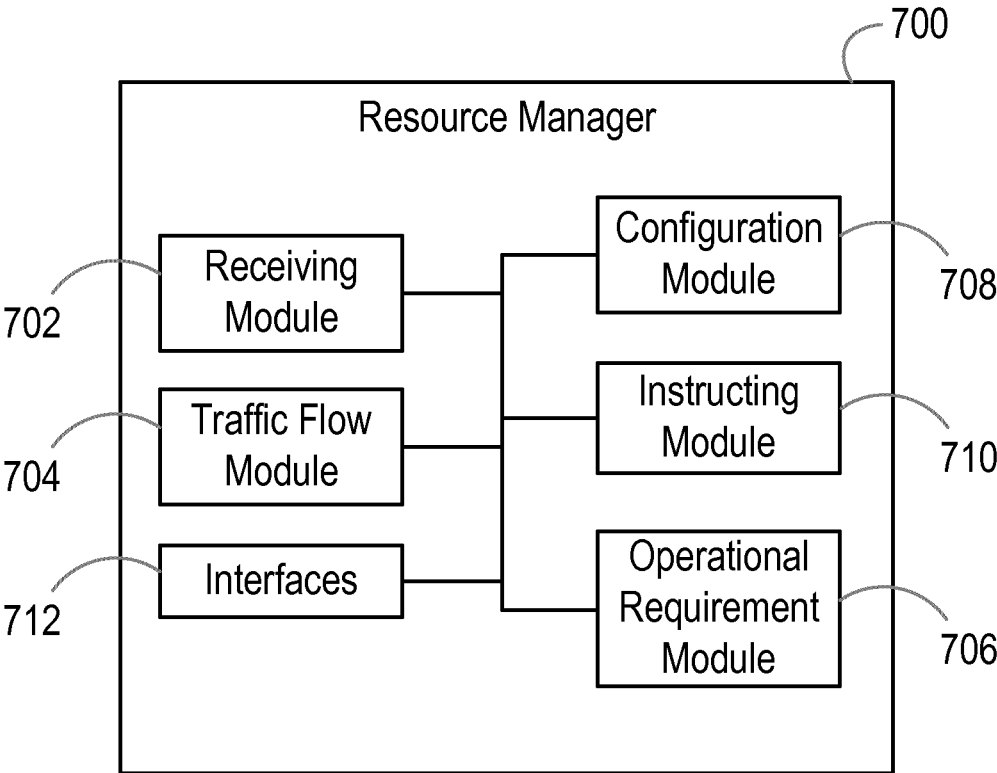 700
Resource Manager
Receiving
Module
702
Traffic Flow
Module
704
Interfaces
712
Configuration
Module
708
Instructing
Module
710
Operational
Requirement
Module
706